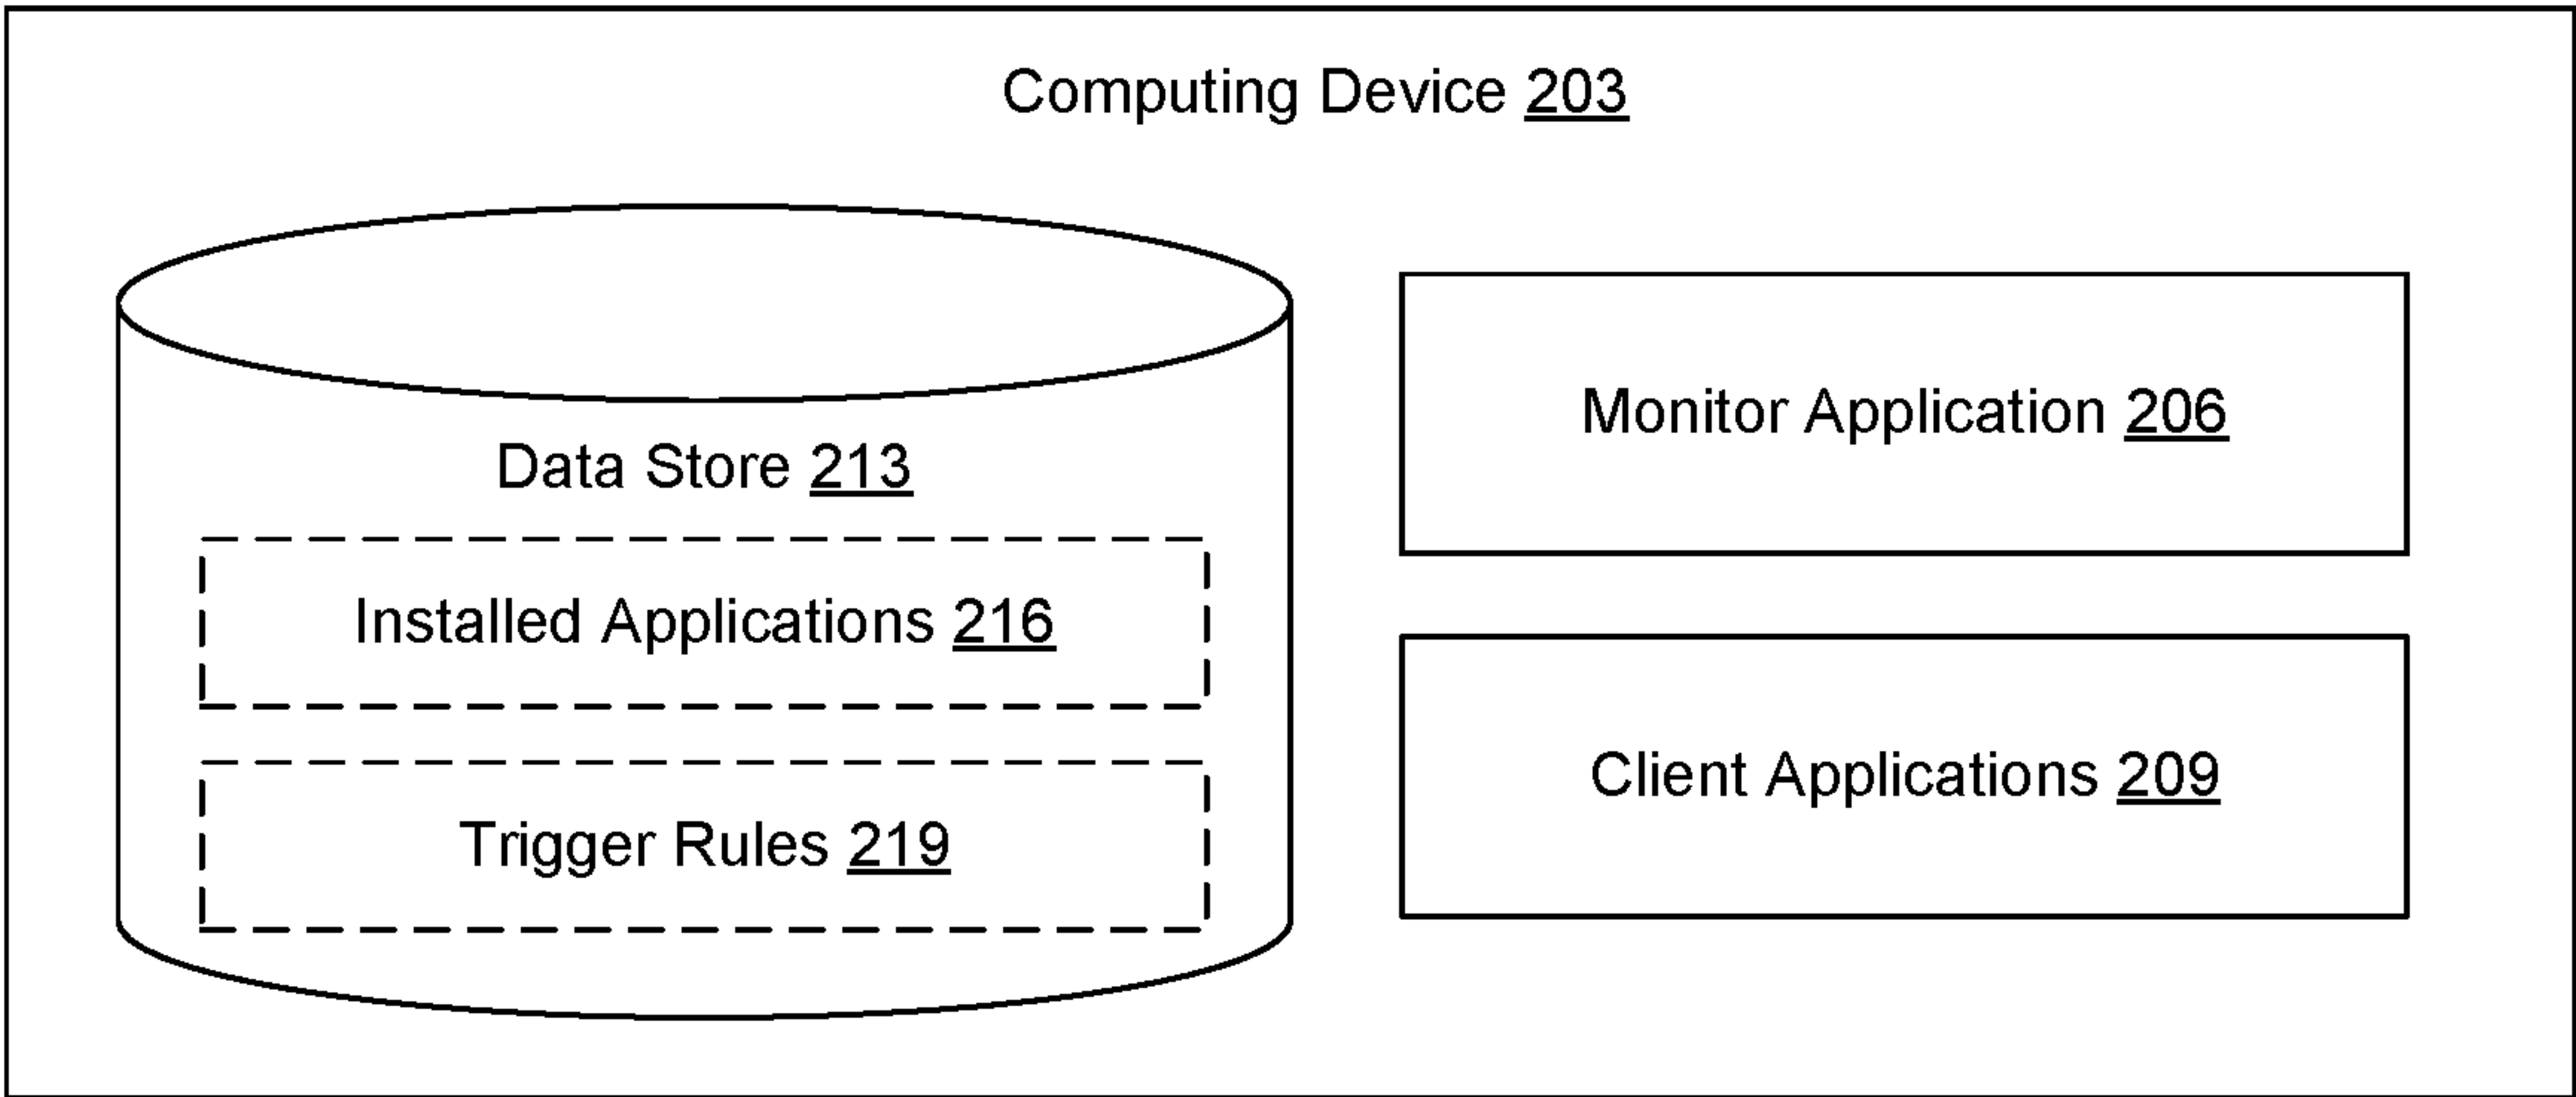 Computing Device 203
Data Store 213
Installed Applications 216
Trigger Rules 219
Monitor Application 206
Client Applications 209